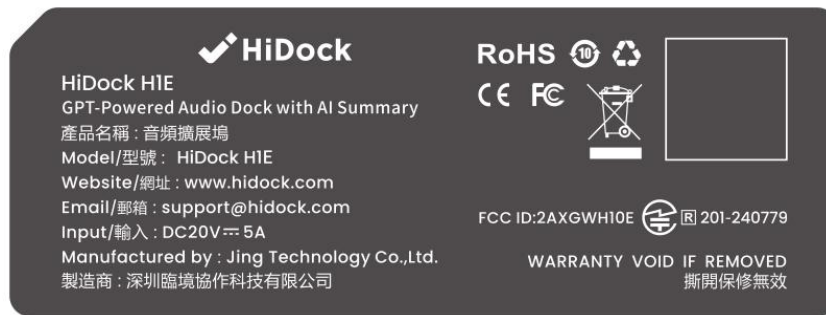 HiDock
HiDock H1E
GPT-Powered Audio Dock with AI Summary
產品名稱 : 音頻擴展塢
Model/型號 : HiDock H1E
Website/網址 : www.hidock.com
Email/郵箱 : support@hidock.com
Input/輸入 : DC20V⎓5A
Manufactured by : Jing Technology Co.,Ltd.
製造商 : 深圳臨境協作科技有限公司
RoHS 10
CE FC
FCC ID:2AXGWH10E R 201-240779
WARRANTY VOID IF REMOVED
撕開保修無效